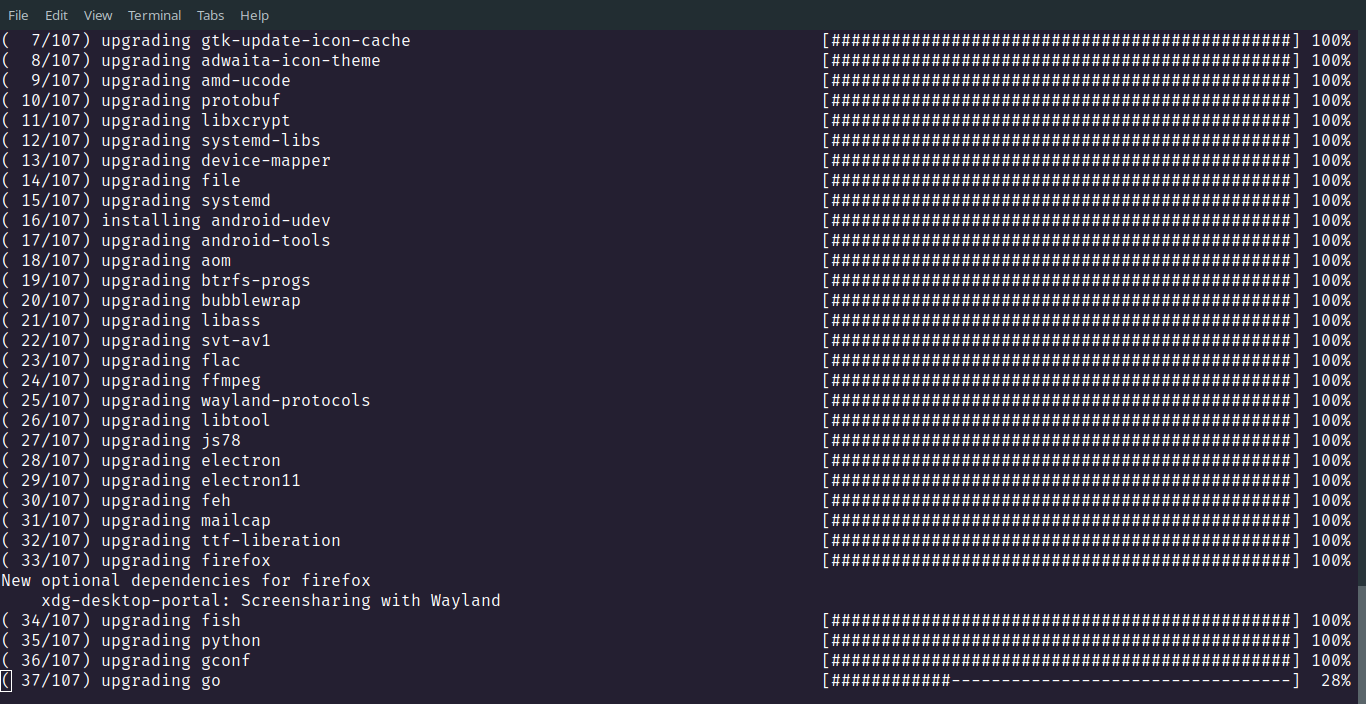 File Edit View Terminal Tabs Help
(  7/107) upgrading gtk-update-icon-cache [##############################################] 100%
(  8/107) upgrading adwaita-icon-theme [##############################################] 100%
(  9/107) upgrading amd-ucode [##############################################] 100%
( 10/107) upgrading protobuf [##############################################] 100%
( 11/107) upgrading libxcrypt [##############################################] 100%
( 12/107) upgrading systemd-libs [##############################################] 100%
( 13/107) upgrading device-mapper [##############################################] 100%
( 14/107) upgrading file [##############################################] 100%
( 15/107) upgrading systemd [##############################################] 100%
( 16/107) installing android-udev [##############################################] 100%
( 17/107) upgrading android-tools [##############################################] 100%
( 18/107) upgrading aom [##############################################] 100%
( 19/107) upgrading btrfs-progs [##############################################] 100%
( 20/107) upgrading bubblewrap [##############################################] 100%
( 21/107) upgrading libass [##############################################] 100%
( 22/107) upgrading svt-av1 [##############################################] 100%
( 23/107) upgrading flac [##############################################] 100%
( 24/107) upgrading ffmpeg [##############################################] 100%
( 25/107) upgrading wayland-protocols [##############################################] 100%
( 26/107) upgrading libtool [##############################################] 100%
( 27/107) upgrading js78 [##############################################] 100%
( 28/107) upgrading electron [##############################################] 100%
( 29/107) upgrading electron11 [##############################################] 100%
( 30/107) upgrading feh [##############################################] 100%
( 31/107) upgrading mailcap [##############################################] 100%
( 32/107) upgrading ttf-liberation [##############################################] 100%
( 33/107) upgrading firefox [##############################################] 100%
New optional dependencies for firefox
    xdg-desktop-portal: Screensharing with Wayland
( 34/107) upgrading fish [##############################################] 100%
( 35/107) upgrading python [##############################################] 100%
( 36/107) upgrading gconf [##############################################] 100%
( 37/107) upgrading go [############----------------------------------] 28%